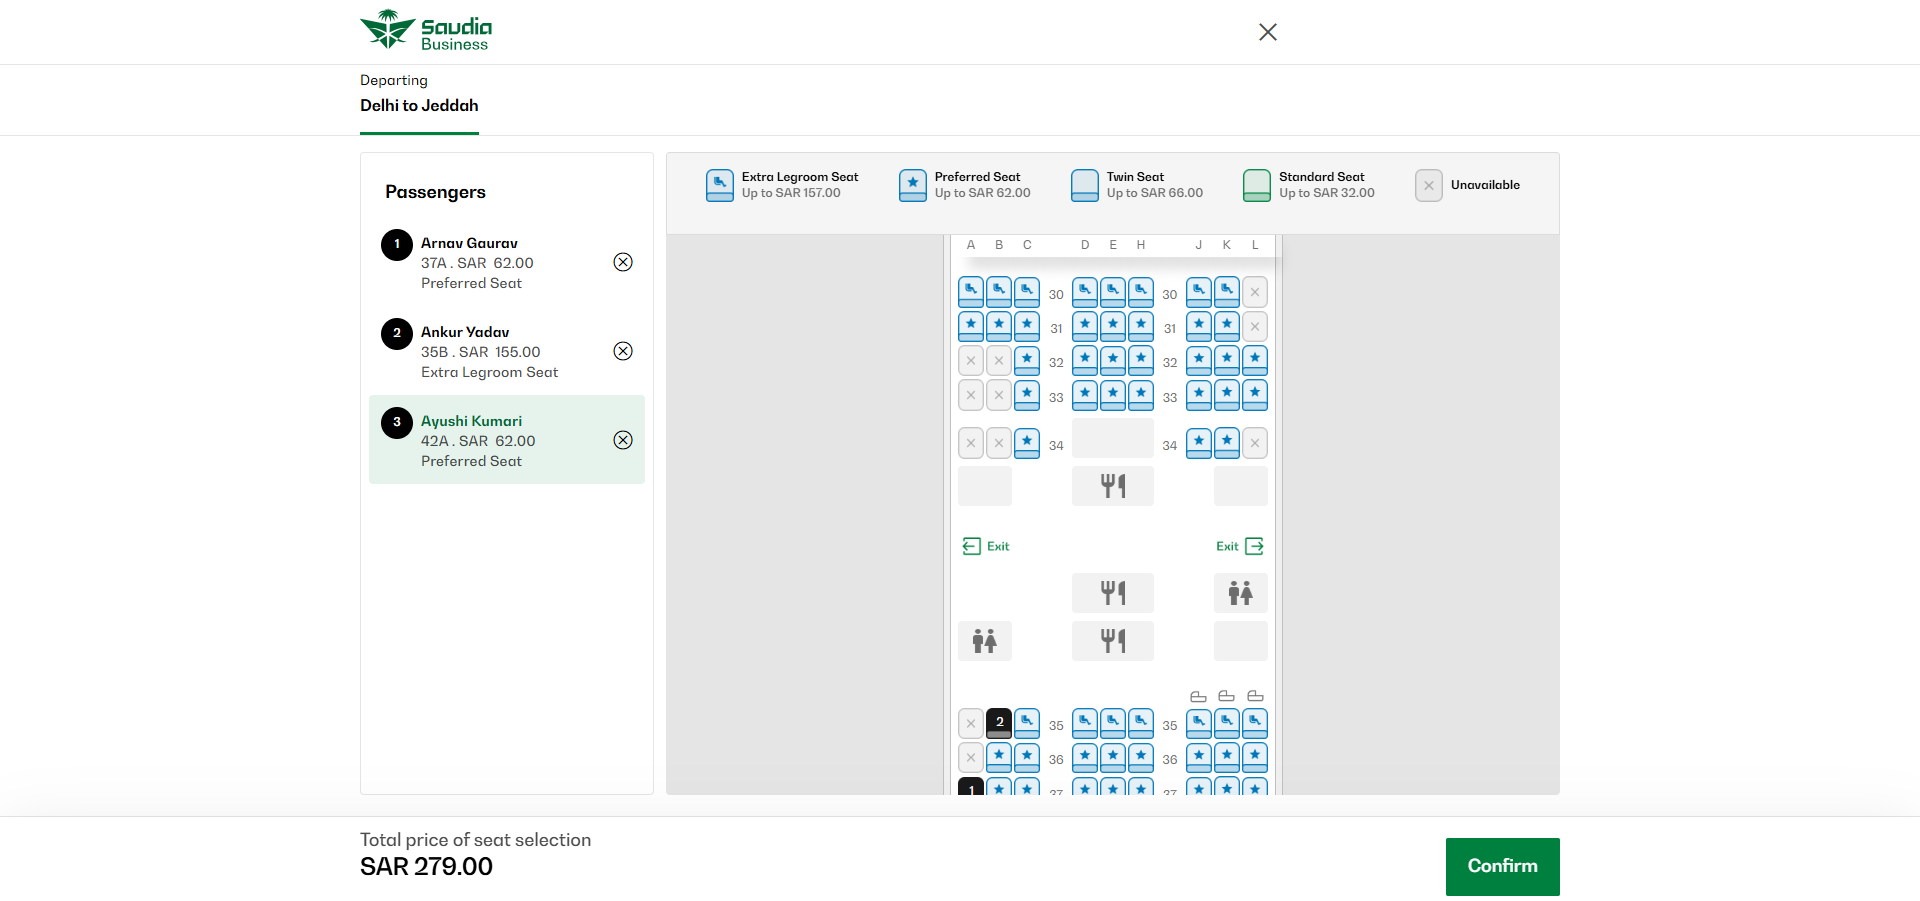 Saudia
Business
Departing
Delhi to Jeddah
Passengers
1
Arnav Gaurav
37A . SAR 62.00
Preferred Seat
2
Ankur Yadav
35B . SAR 155.00
Extra Legroom Seat
3
Ayushi Kumari
42A . SAR 62.00
Preferred Seat
Extra Legroom Seat
Up to SAR 157.00
Preferred Seat
Up to SAR 62.00
Twin Seat
Up to SAR 66.00
Standard Seat
Up to SAR 32.00
Unavailable
A B C D E H J K L
30 30
31 31
32 32
33 33
34 34
Exit Exit
2 35 35
36 36
1 37 37
Total price of seat selection
SAR 279.00
Confirm